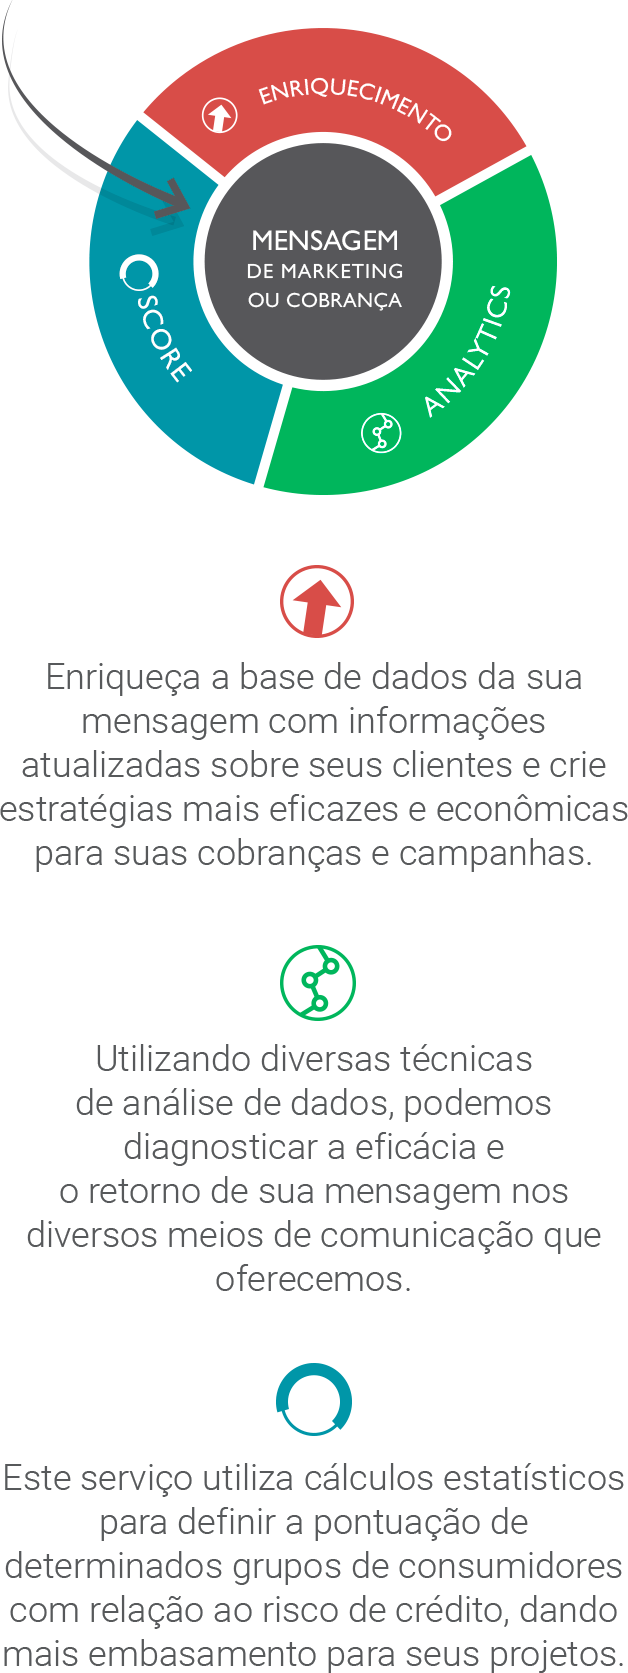 ENRIQUECIMENTO
MENSAGEM
DE MARKETING
OU COBRANÇA
SCORE
ANALYTICS
Enriqueça a base de dados da sua
mensagem com informações
atualizadas sobre seus clientes e crie
estratégias mais eficazes e econômicas
para suas cobranças e campanhas.
Utilizando diversas técnicas
de análise de dados, podemos
diagnosticar a eficácia e
o retorno de sua mensagem nos
diversos meios de comunicação que
oferecemos.
Este serviço utiliza cálculos estatísticos
para definir a pontuação de
determinados grupos de consumidores
com relação ao risco de crédito, dando
mais embasamento para seus projetos.